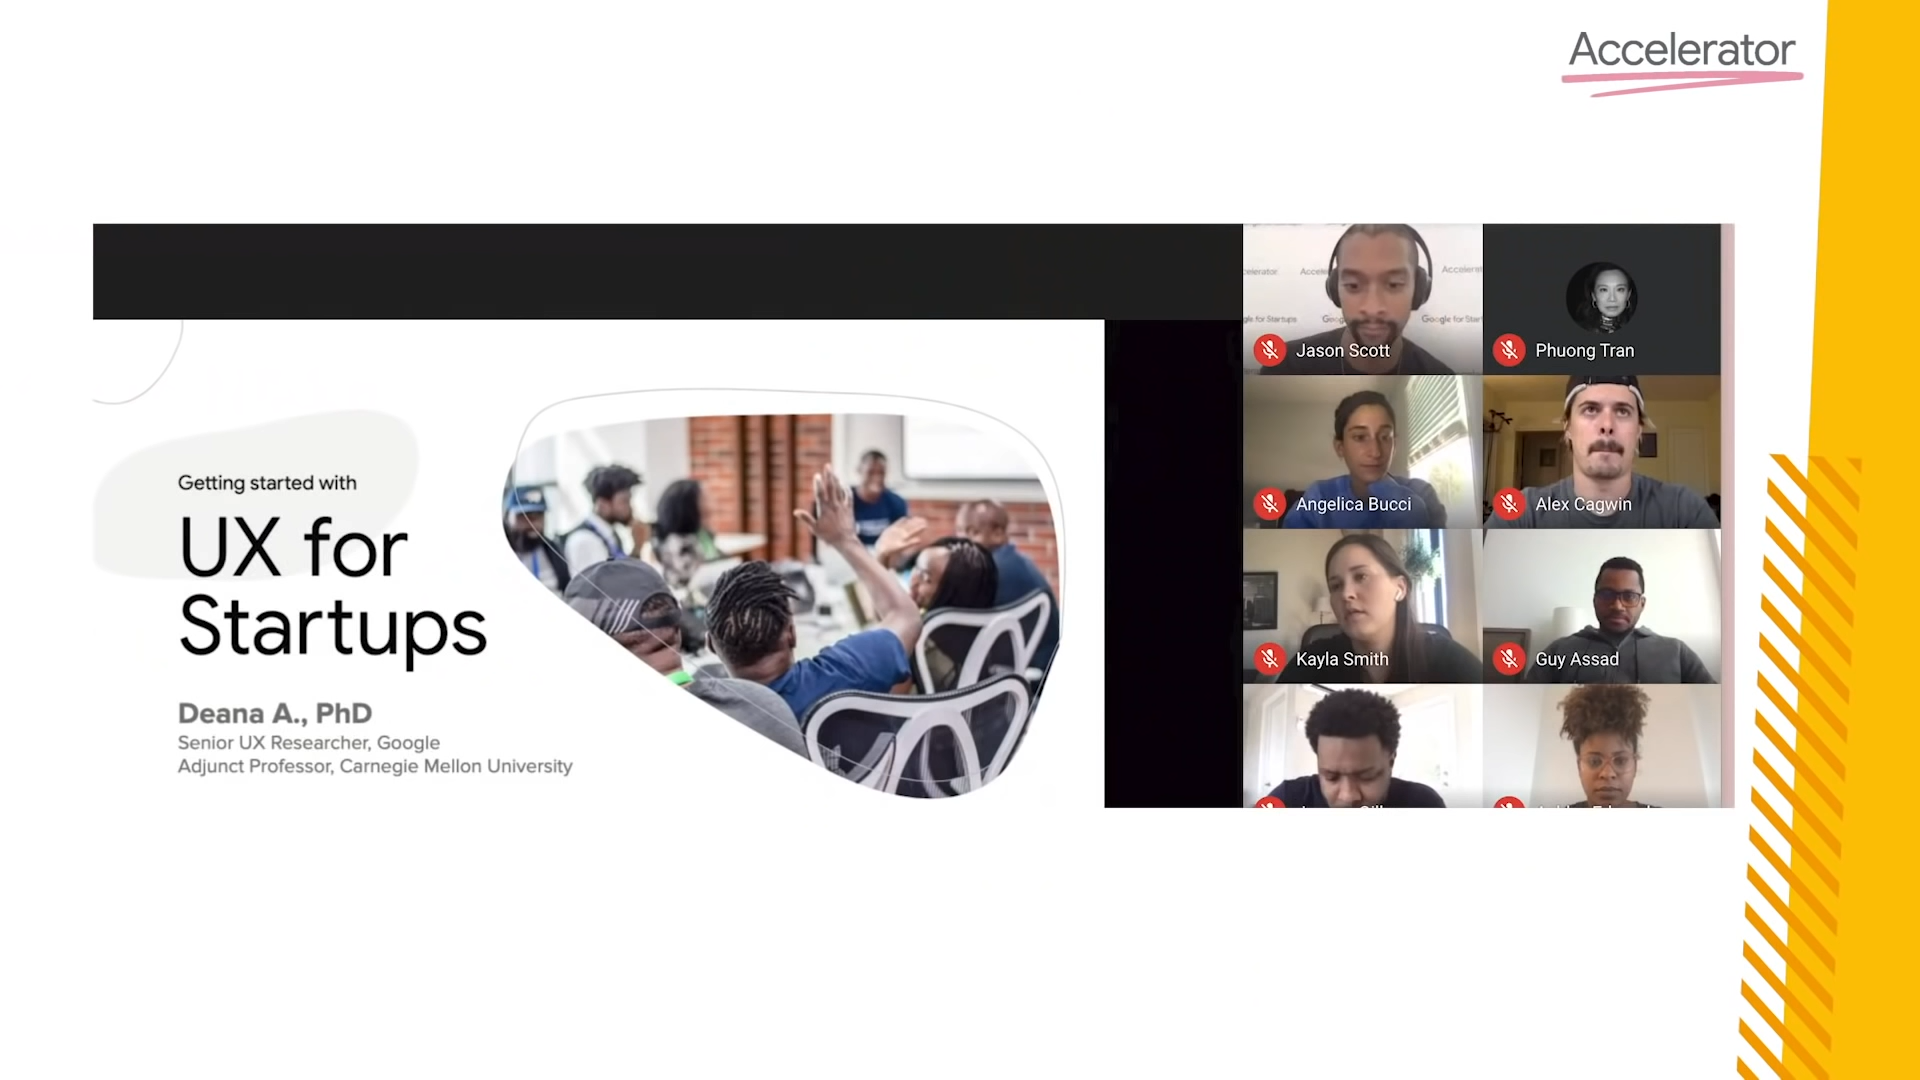 Accelerator
Getting started with
UX for
Startups
Deana A., PhD
Senior UX Researcher, Google
Adjunct Professor, Carnegie Mellon University
Jason Scott
Phuong Tran
Angelica Bucci
Alex Cagwin
Kayla Smith
Guy Assad